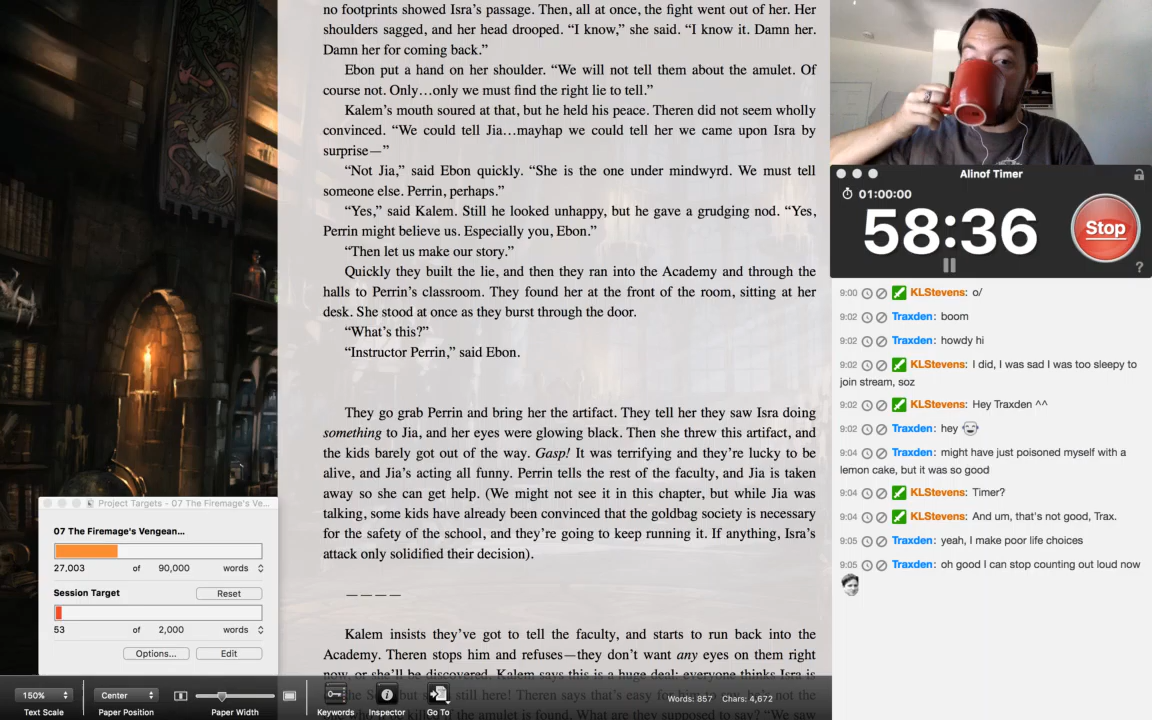 no footprints showed Isra's passage. Then, all at once, the fight went out of her. Her
shoulders sagged, and her head drooped. “I know,” she said. “I know it. Damn her.
Damn her for coming back.”
Ebon put a hand on her shoulder. “We will not tell them about the amulet. Of
course not. Only…only we must find the right lie to tell.”
Kalem’s mouth soured at that, but he held his peace. Theren did not seem wholly
convinced. “We could tell Jia…mayhap we could tell her we came upon Isra by
surprise—”
“Not Jia,” said Ebon quickly. “She is the one under mindwyrd. We must tell
someone else. Perrin, perhaps.”
“Yes,” said Kalem. Still he looked unhappy, but he gave a grudging nod. “Yes,
Perrin might believe us. Especially you, Ebon.”
“Then let us make our story.”
Quickly they built the lie, and then they ran into the Academy and through the
halls to Perrin’s classroom. They found her at the front of the room, sitting at her
desk. She stood at once as they burst through the door.
“What’s this?”
“Instructor Perrin,” said Ebon.
They go grab Perrin and bring her the artifact. They tell her they saw Isra doing
something to Jia, and her eyes were glowing black. Then she threw this artifact, and
the kids barely got out of the way. Gasp! It was terrifying and they’re lucky to be
alive, and Jia’s acting all funny. Perrin tells the rest of the faculty, and Jia is taken
away so she can get help. (We might not see it in this chapter, but while Jia was
talking, some kids have already been convinced that the goldbag society is necessary
for the safety of the school, and they’re going to keep running it. If anything, Isra’s
attack only solidified their decision).
————
Kalem insists they’ve got to tell the faculty, and starts to run back into the
Academy. Theren stops him and refuses—they don’t want any eyes on them right
now, or she’ll be discovered. Kalem says this is a huge deal: everyone thinks Isra is
Project Targets - 07 The Firemage's Ve...
07 The Firemage's Vengean...
27,003 of 90,000 words
Session Target Reset
53 of 2,000 words
Options... Edit
150%
Text Scale
Center
Paper Position
Paper Width
Keywords
Inspector
Go To
Words: 857 Chars: 4,672
Alinof Timer
01:00:00
58:36
Stop
?
9:00 KLStevens: o/
9:02 Traxden: boom
9:02 Traxden: howdy hi
9:02 KLStevens: I did, I was sad I was too sleepy to
join stream, soz
9:02 KLStevens: Hey Traxden ^^
9:02 Traxden: hey
9:04 Traxden: might have just poisoned myself with a
lemon cake, but it was so good
9:04 KLStevens: Timer?
9:04 KLStevens: And um, that's not good, Trax.
9:05 Traxden: yeah, I make poor life choices
9:05 Traxden: oh good I can stop counting out loud now